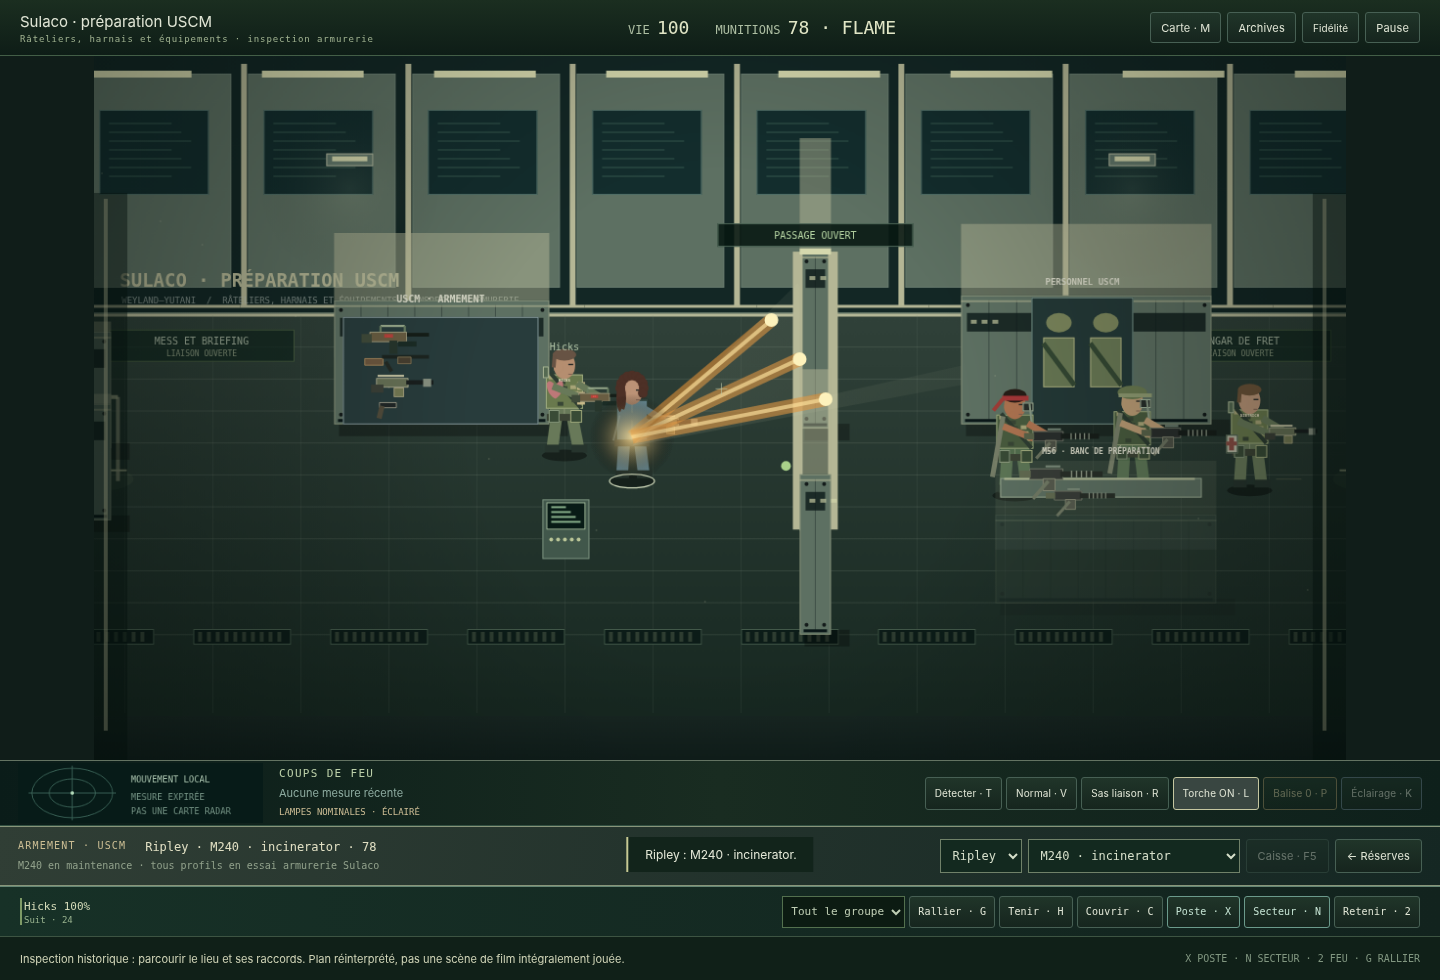 Sulaco · préparation USCM
Râteliers, harnais et équipements · inspection armurerie
VIE 100 MUNITIONS 78 · FLAME
Carte · M
Archives
Fidélité
Pause
PASSAGE OUVERT
SULACO · PRÉPARATION USCM
WEYLAND-YUTANI / RÂTELIERS, HARNAIS ET
USCM · ARMEMENT
PERSONNEL USCM
MESS ET BRIEFING
LIAISON OUVERTE
NGAR DE FRET
AISON OUVERTE
Hicks
M56 · BANC DE PRÉPARATION
MOUVEMENT LOCAL
MESURE EXPIRÉE
PAS UNE CARTE RADAR
COUPS DE FEU
Aucune mesure récente
LAMPES NOMINALES · ÉCLAIRÉ
Détecter · T
Normal · V
Sas liaison · R
Torche ON · L
Balise 0 · P
Éclairage · K
ARMEMENT · USCM Ripley · M240 · incinerator · 78
M240 en maintenance · tous profils en essai armurerie Sulaco
Ripley : M240 · incinerator.
Ripley
M240 · incinerator
Caisse · F5
← Réserves
Hicks 100%
Suit · 24
Tout le groupe
Rallier · G
Tenir · H
Couvrir · C
Poste · X
Secteur · N
Retenir · 2
Inspection historique : parcourir le lieu et ses raccords. Plan réinterprété, pas une scène de film intégralement jouée.
X POSTE · N SECTEUR · 2 FEU · G RALLIER